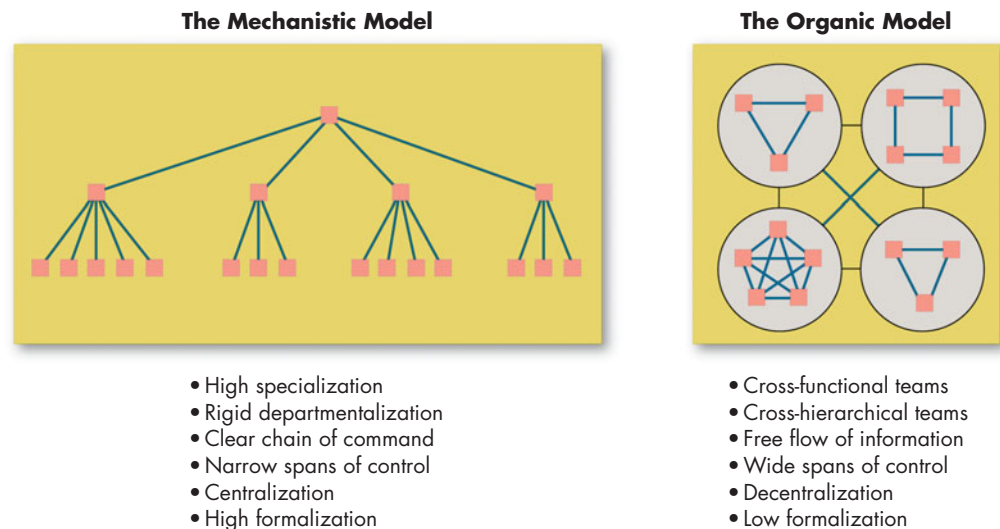 The Mechanistic Model
• High specialization
• Rigid departmentalization
• Clear chain of command
• Narrow spans of control
• Centralization
• High formalization
The Organic Model
• Cross-functional teams
• Cross-hierarchical teams
• Free flow of information
• Wide spans of control
• Decentralization
• Low formalization